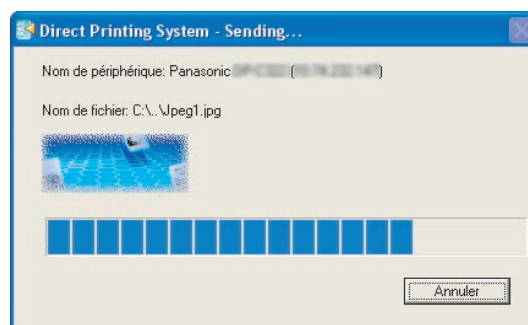 Direct Printing System - Sending...
Nom de périphérique: Panasonic
Nom de fichier: C:\..\Jpeg1.jpg
Annuler